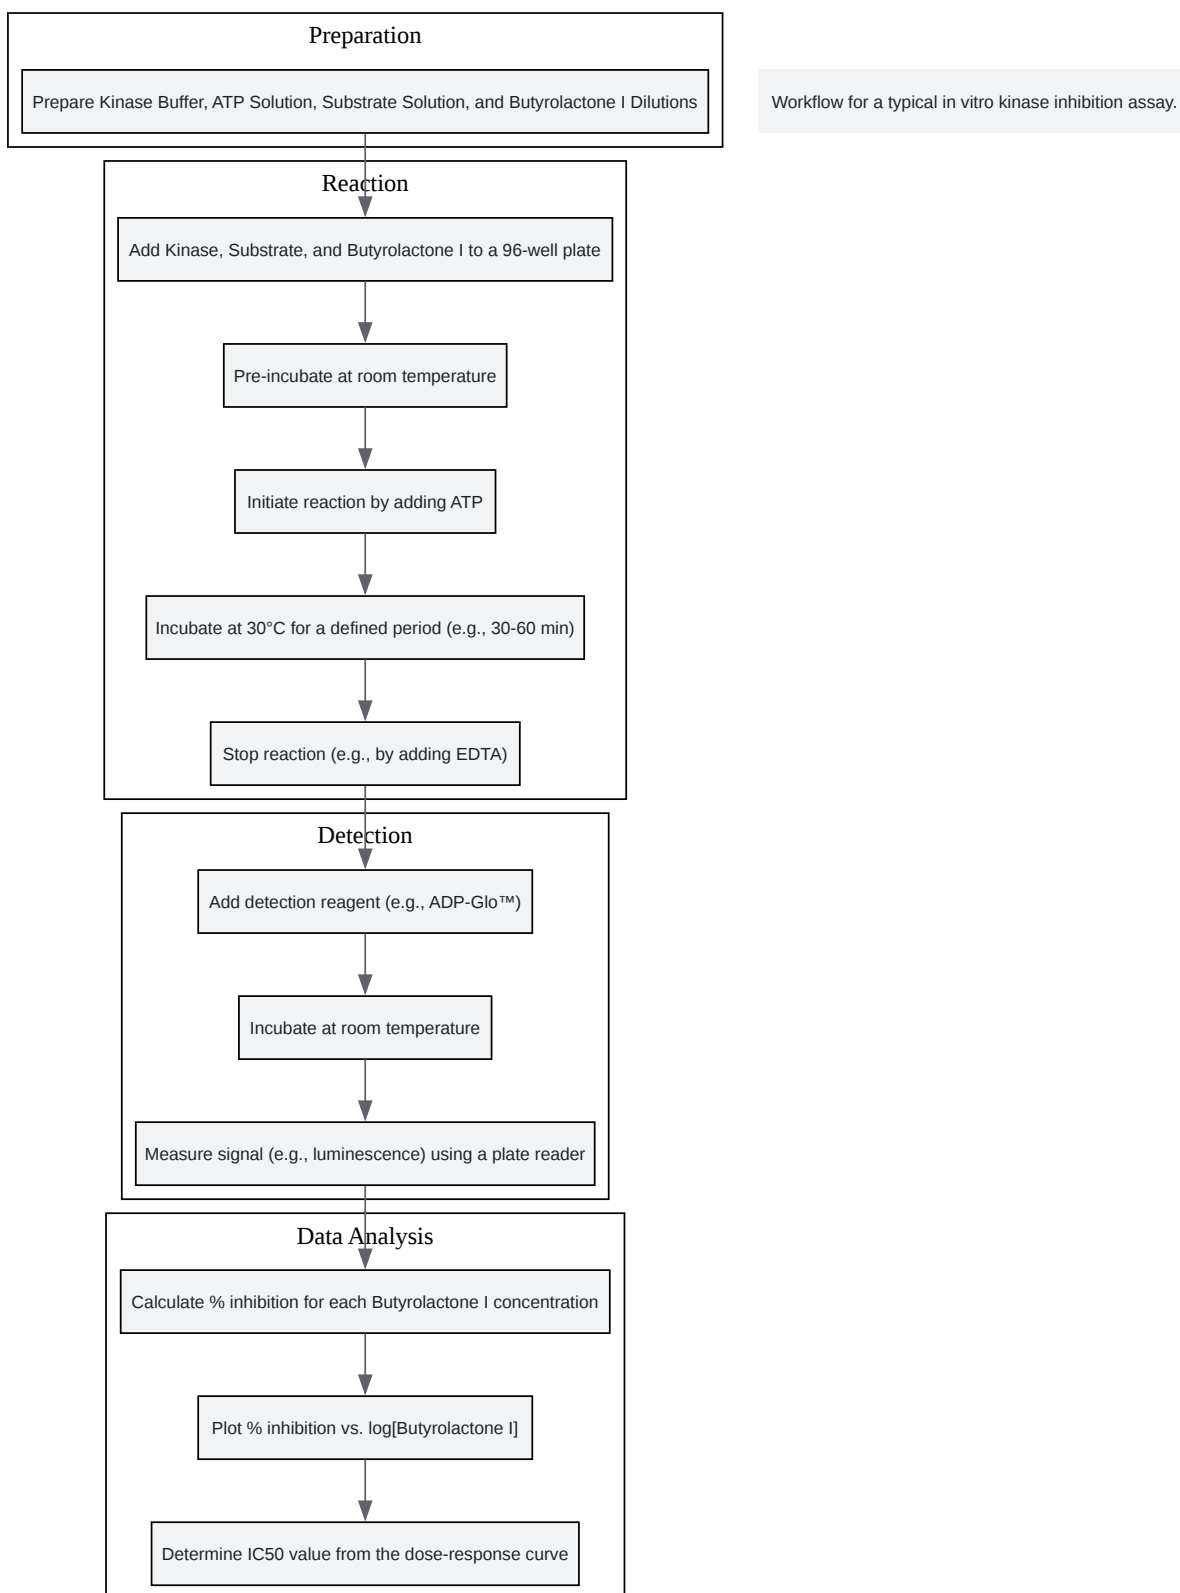 Preparation
Prepare Kinase Buffer, ATP Solution, Substrate Solution, and Butyrolactone I Dilutions
Workflow for a typical in vitro kinase inhibition assay.
Reaction
Add Kinase, Substrate, and Butyrolactone I to a 96-well plate
Pre-incubate at room temperature
Initiate reaction by adding ATP
Incubate at 30°C for a defined period (e.g., 30-60 min)
Stop reaction (e.g., by adding EDTA)
Detection
Add detection reagent (e.g., ADP-Glo™)
Incubate at room temperature
Measure signal (e.g., luminescence) using a plate reader
Data Analysis
Calculate % inhibition for each Butyrolactone I concentration
Plot % inhibition vs. log[Butyrolactone I]
Determine IC50 value from the dose-response curve